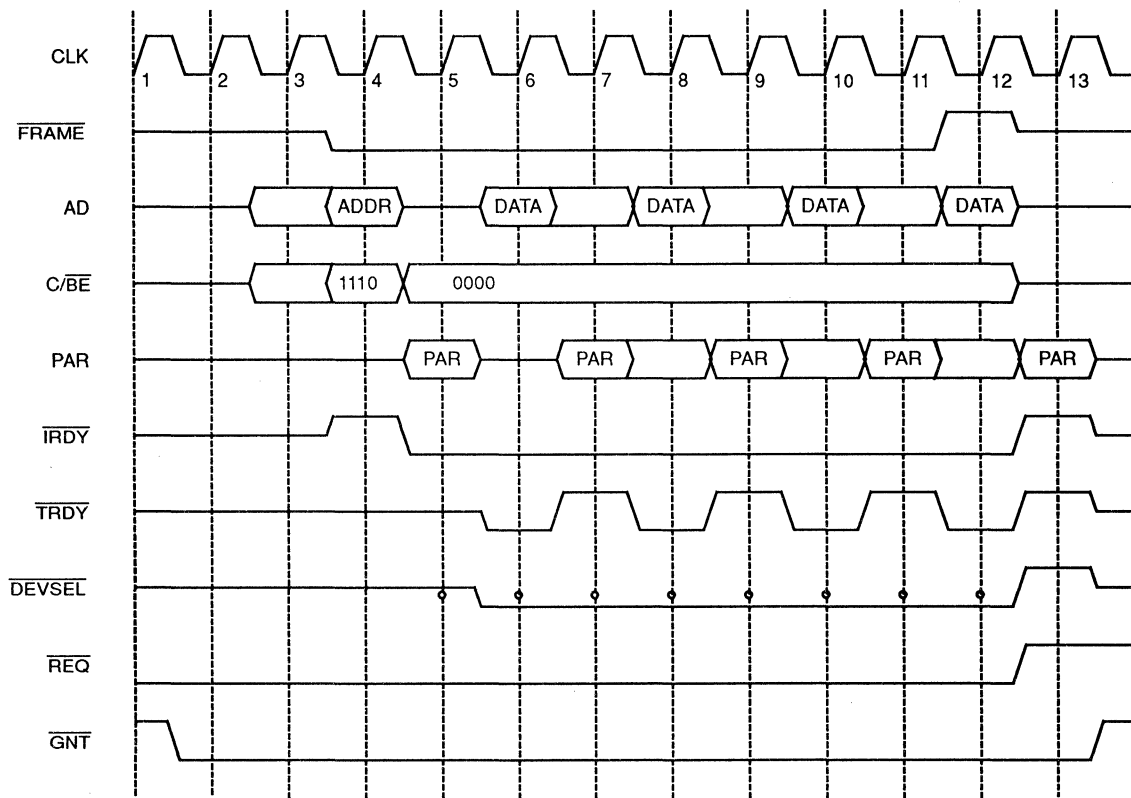 CLK
1 2 3 4 5 6 7 8 9 10 11 12 13
FRAME
AD ADDR DATA DATA DATA DATA
C/BE 1110 0000
PAR PAR PAR PAR PAR PAR
IRDY
TRDY
DEVSEL
REQ
GNT